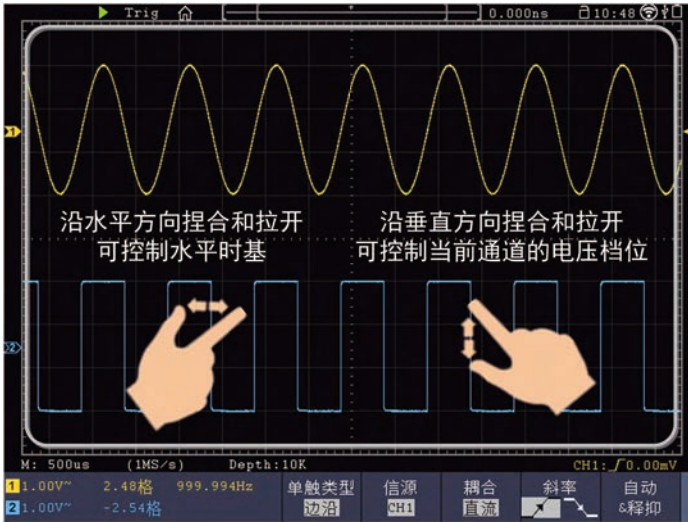 Trig 0.000ns 10:48
1
沿水平方向捏合和拉开
可控制水平时基
沿垂直方向捏合和拉开
可控制当前通道的电压档位
2
M: 500us (1MS/s) Depth:10K CH1: 0.00mV
1 1.00V~ 2.48格 999.994Hz
2 1.00V~ -2.54格
单触类型
边沿
信源
CH1
耦合
直流
斜率
自动
&释抑